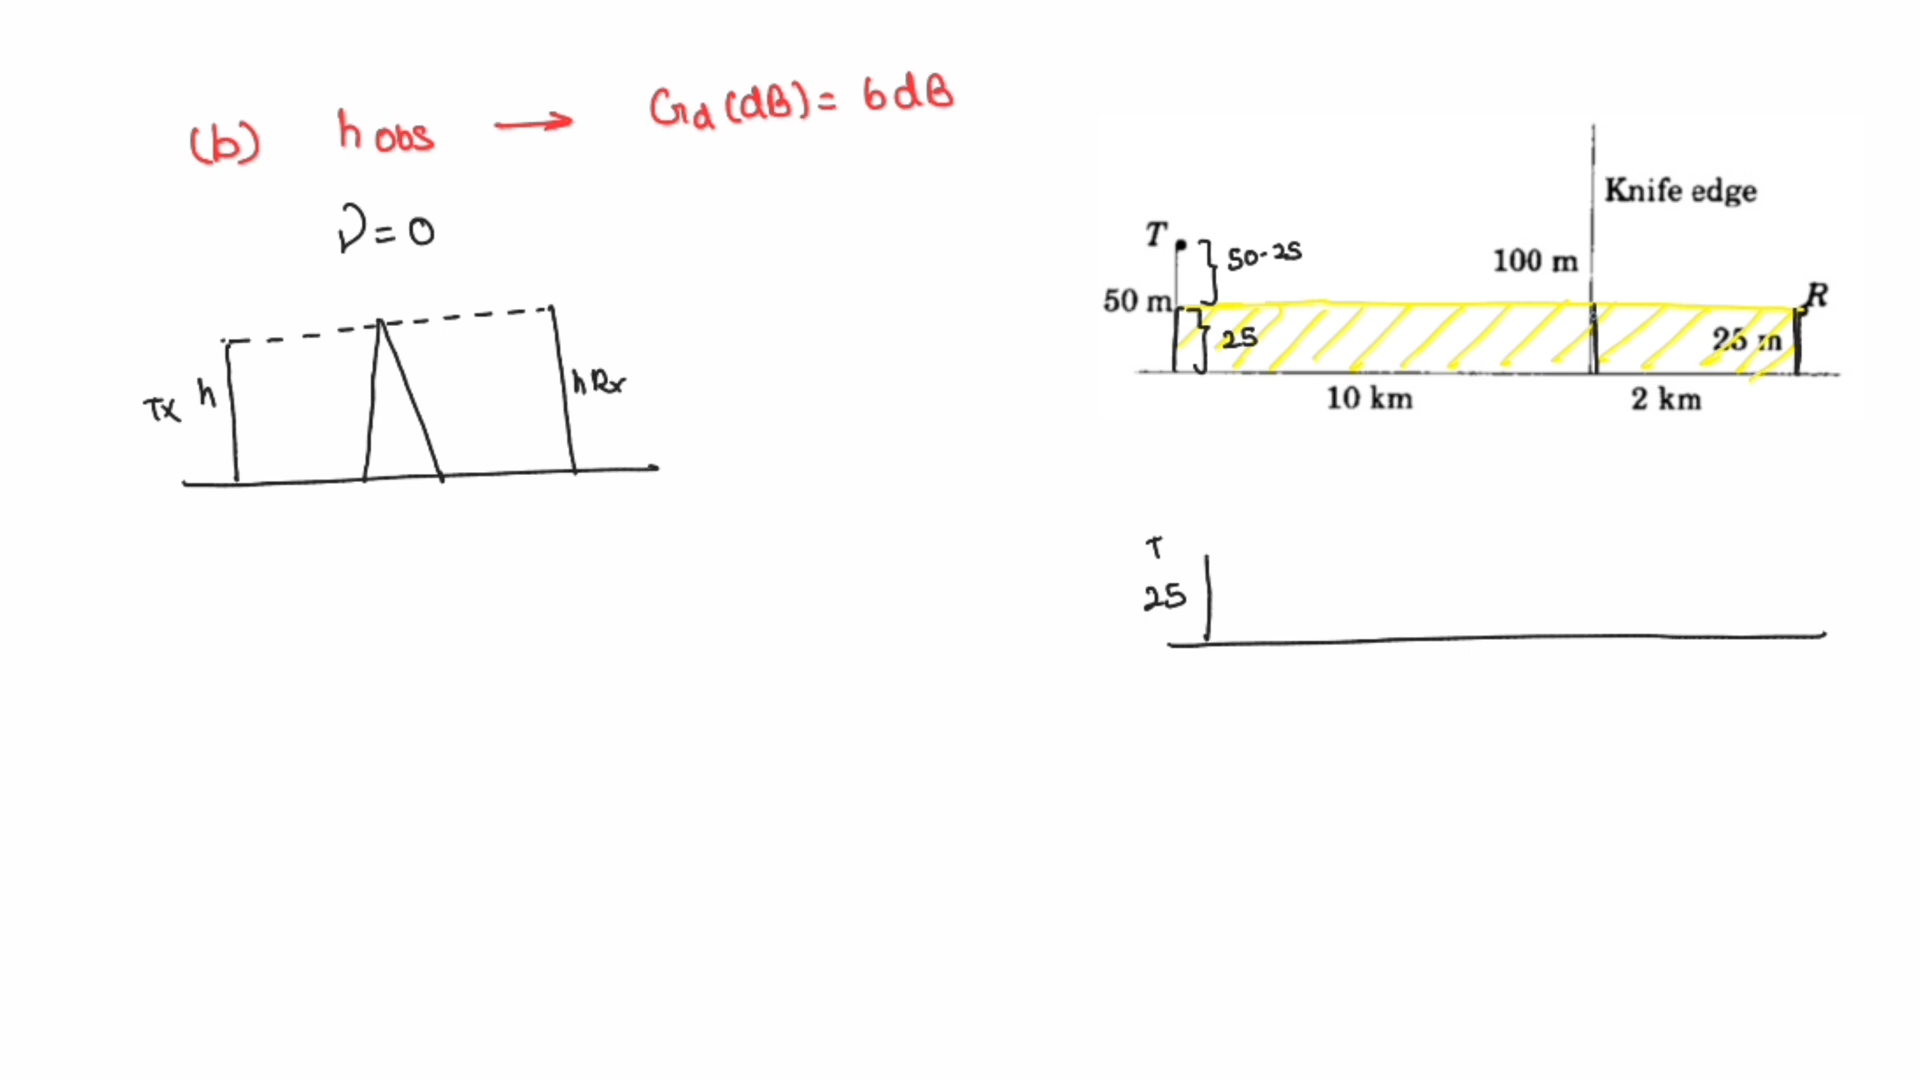 (b) h obs → Gd (dB) = 6 dB
ν = 0
Tx h
hRx
Knife edge
T
50-25
100 m
50 m
R
25
25 m
10 km
2 km
T
25